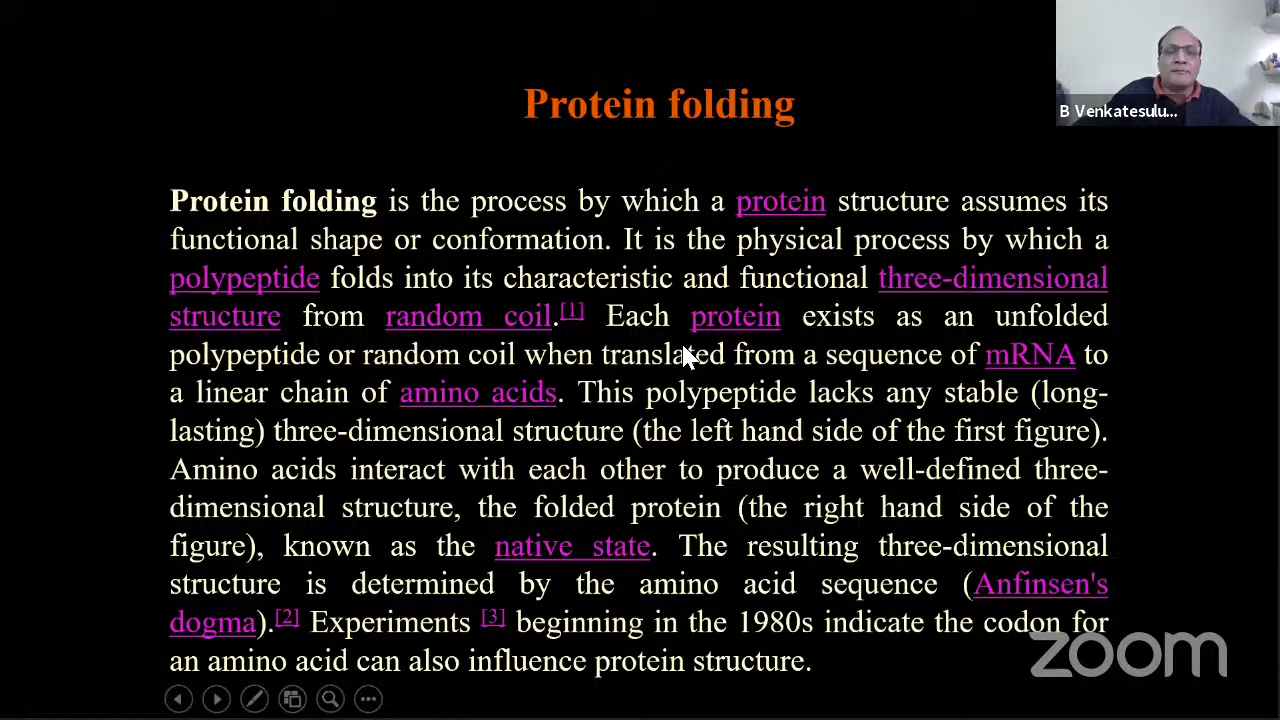 Protein folding
B Venkatesulu...
Protein folding is the process by which a protein structure assumes its
functional shape or conformation. It is the physical process by which a
polypeptide folds into its characteristic and functional three-dimensional
structure from random coil.[1] Each protein exists as an unfolded
polypeptide or random coil when translated from a sequence of mRNA to
a linear chain of amino acids. This polypeptide lacks any stable (long-
lasting) three-dimensional structure (the left hand side of the first figure).
Amino acids interact with each other to produce a well-defined three-
dimensional structure, the folded protein (the right hand side of the
figure), known as the native state. The resulting three-dimensional
structure is determined by the amino acid sequence (Anfinsen's
dogma).[2] Experiments [3] beginning in the 1980s indicate the codon for
an amino acid can also influence protein structure.
zoom